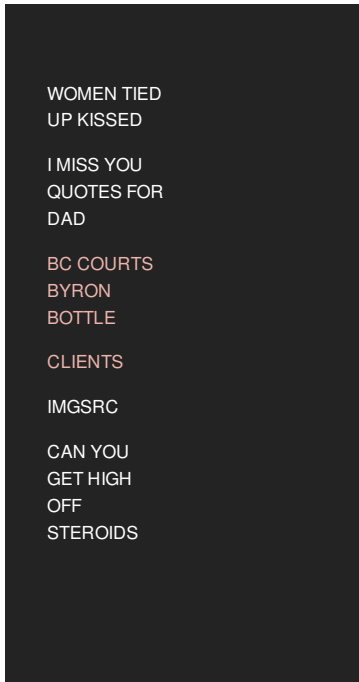 WOMEN TIED
UP KISSED
I MISS YOU
QUOTES FOR
DAD
BC COURTS
BYRON
BOTTLE
CLIENTS
IMGSRC
CAN YOU
GET HIGH
OFF
STEROIDS